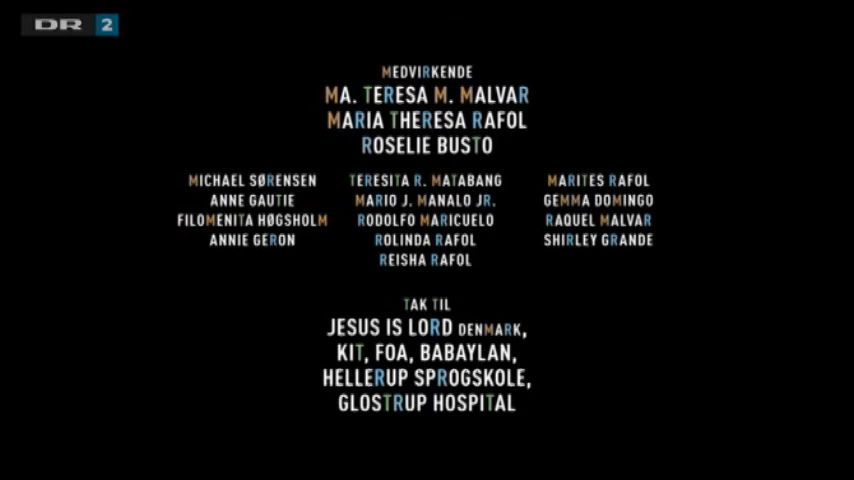 DR 2
MEDVIRKENDE
MA. TERESA M. MALVAR
MARIA THERESA RAFOL
ROSELIE BUSTO
MICHAEL SØRENSEN
ANNE GAUTIE
FILOMENITA HØGSHOLM
ANNIE GERON
TERESITA R. MATABANG
MARIO J. MANALO JR.
RODOLFO MARICUELO
ROLINDA RAFOL
REISHA RAFOL
MARITES RAFOL
GEMMA DOMINGO
RAQUEL MALVAR
SHIRLEY GRANDE
TAK TIL
JESUS IS LORD DENMARK,
KIT, FOA, BABAYLAN,
HELLERUP SPROGSKOLE,
GLOSTRUP HOSPITAL